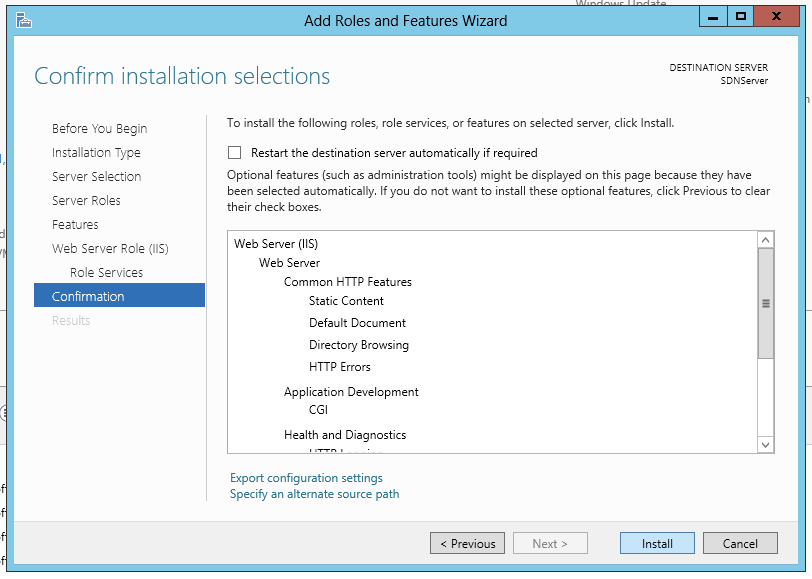 Windows Update
Add Roles and Features Wizard
Confirm installation selections
DESTINATION SERVER
SDNServer
Before You Begin
Installation Type
Server Selection
Server Roles
Features
Web Server Role (IIS)
Role Services
Confirmation
Results
To install the following roles, role services, or features on selected server, click Install.
Restart the destination server automatically if required
Optional features (such as administration tools) might be displayed on this page because they have
been selected automatically. If you do not want to install these optional features, click Previous to clear
their check boxes.
Web Server (IIS)
Web Server
Common HTTP Features
Static Content
Default Document
Directory Browsing
HTTP Errors
Application Development
CGI
Health and Diagnostics
HTTP Logging
Export configuration settings
Specify an alternate source path
< Previous
Next >
Install
Cancel